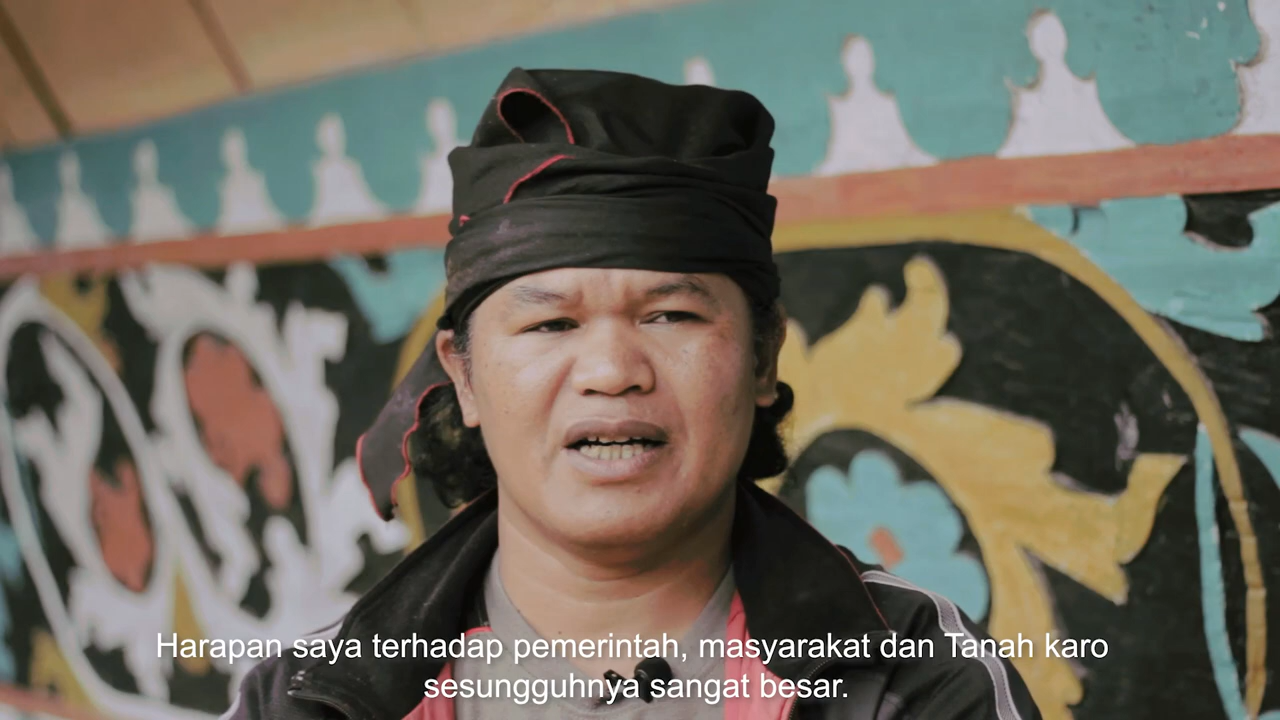 Harapan saya terhadap pemerintah, masyarakat dan Tanah karo
sesungguhnya sangat besar.